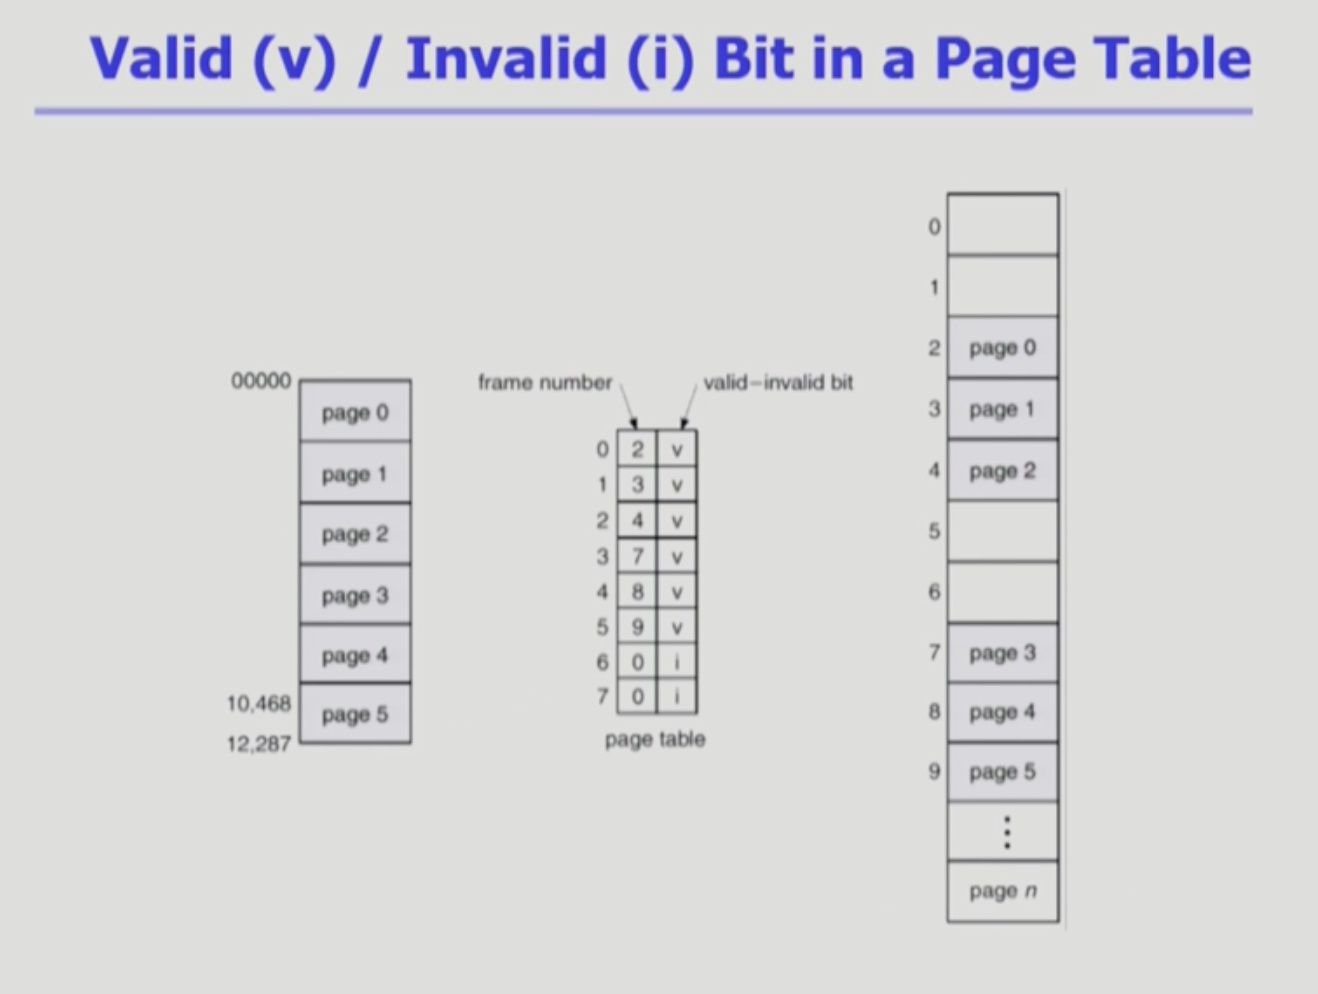 Valid (v) / Invalid (i) Bit in a Page Table
00000
page 0
page 1
page 2
page 3
page 4
10,468
page 5
12,287
frame number
valid–invalid bit
0 2 v
1 3 v
2 4 v
3 7 v
4 8 v
5 9 v
6 0 i
7 0 i
page table
0
1
2 page 0
3 page 1
4 page 2
5
6
7 page 3
8 page 4
9 page 5
⋮
page n